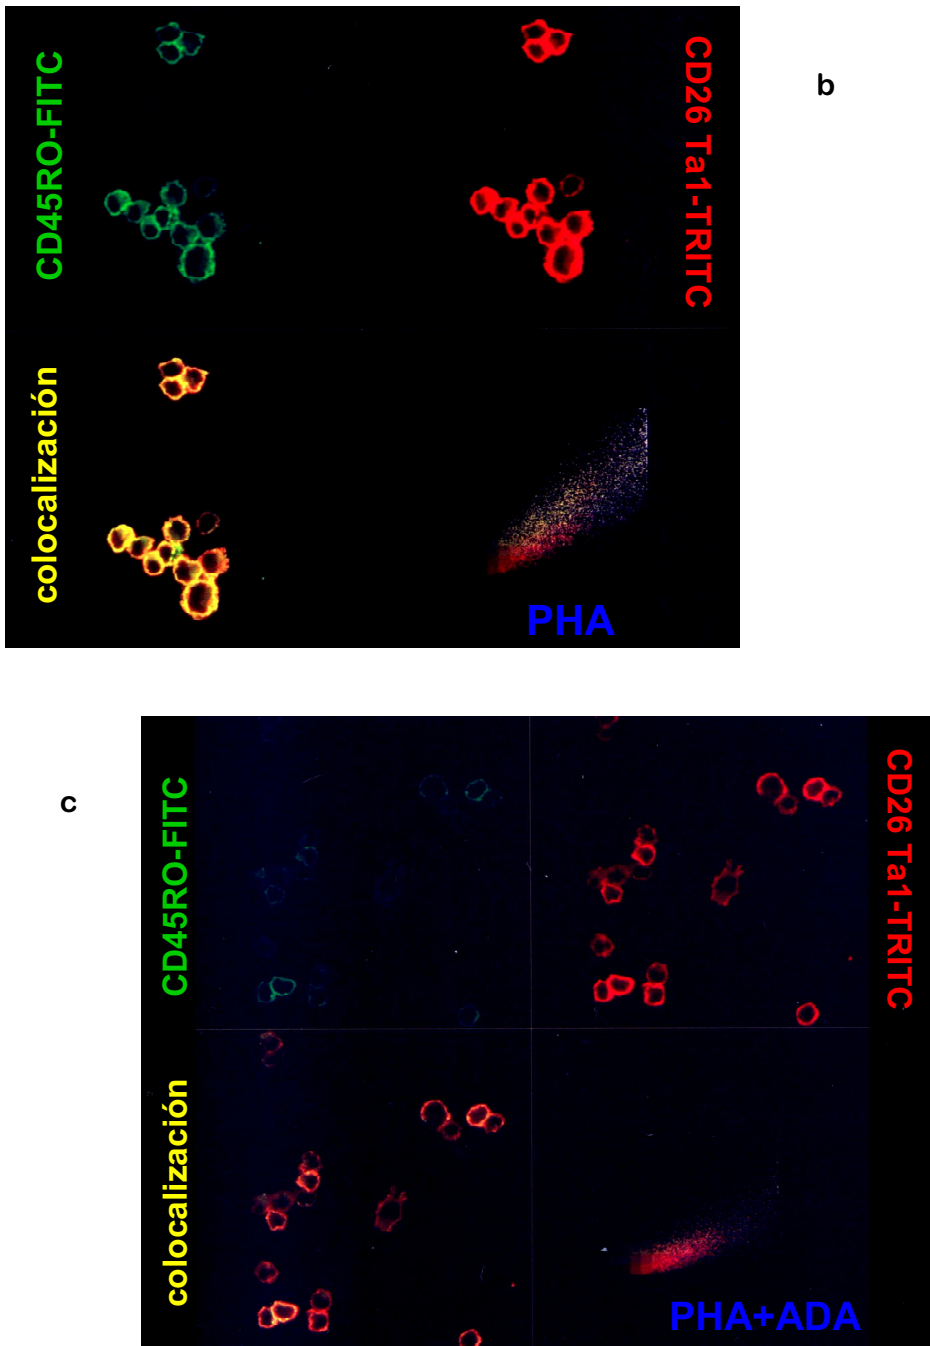 b
CD45RO-FITC
CD26 Ta1-TRITC
colocalización
PHA
c
CD45RO-FITC
CD26 Ta1-TRITC
colocalización
PHA+ADA